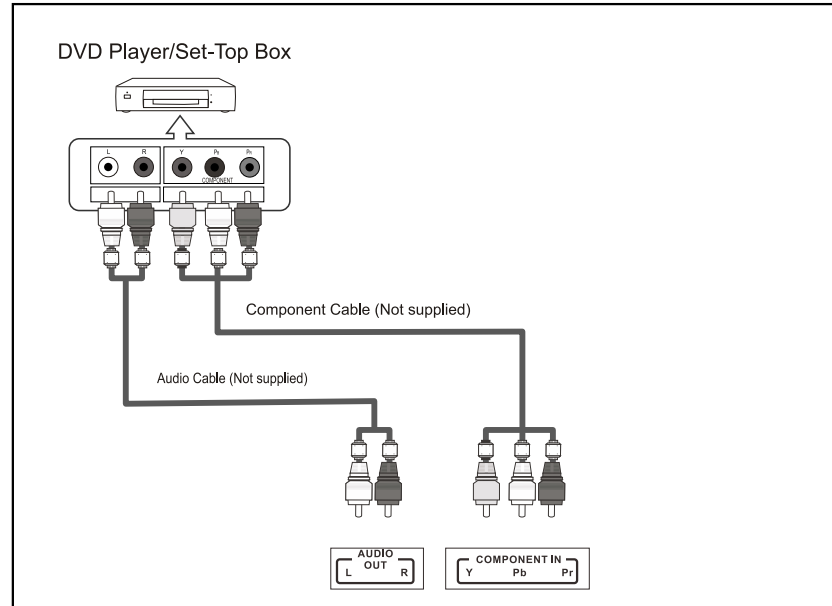 DVD Player/Set-Top Box
L R Y PB PR
COMPONENT
Component Cable (Not supplied)
Audio Cable (Not supplied)
AUDIO
OUT
L R
COMPONENT IN
Y Pb Pr